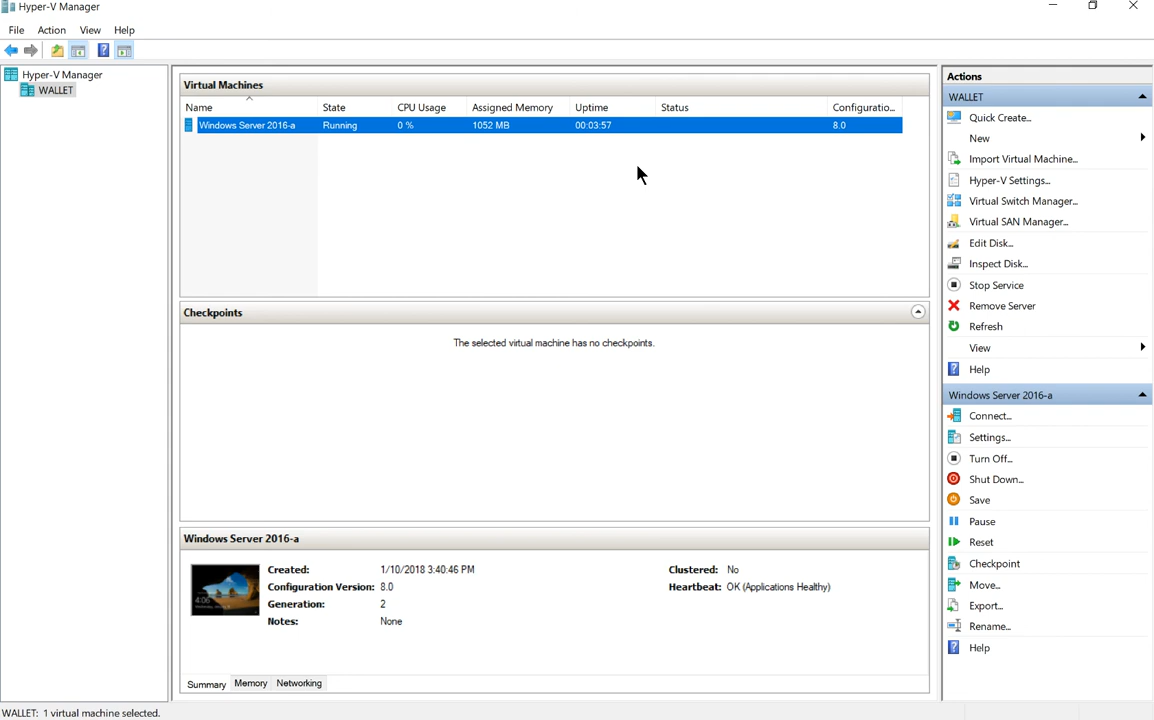 Hyper-V Manager
File Action View Help
Hyper-V Manager
WALLET
Virtual Machines
Name State CPU Usage Assigned Memory Uptime Status Configuratio...
Windows Server 2016-a Running 0 % 1052 MB 00:03:57 8.0
Checkpoints
The selected virtual machine has no checkpoints.
Windows Server 2016-a
Created: 1/10/2018 3:40:46 PM Clustered: No
Configuration Version: 8.0 Heartbeat: OK (Applications Healthy)
Generation: 2
Notes: None
4:06
Summary Memory Networking
Actions
WALLET
Quick Create...
New
Import Virtual Machine...
Hyper-V Settings...
Virtual Switch Manager...
Virtual SAN Manager...
Edit Disk...
Inspect Disk...
Stop Service
Remove Server
Refresh
View
Help
Windows Server 2016-a
Connect...
Settings...
Turn Off...
Shut Down...
Save
Pause
Reset
Checkpoint
Move...
Export...
Rename...
Help
WALLET: 1 virtual machine selected.